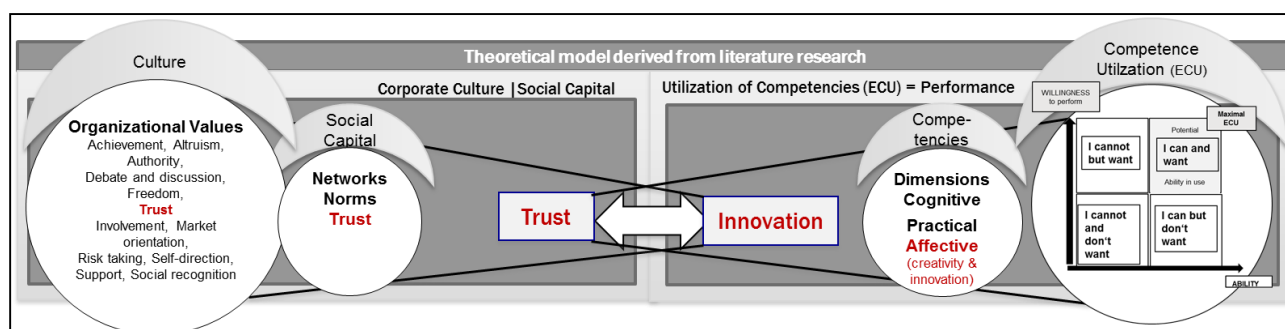 Theoretical model derived from literature research
Culture
Organizational Values
Achievement, Altruism,
Authority,
Debate and discussion,
Freedom,
Trust
Involvement, Market
orientation,
Risk taking, Self-direction,
Support, Social recognition
Corporate Culture |Social Capital
Social
Capital
Networks
Norms
Trust
Trust
Innovation
Utilization of Competencies (ECU) = Performance
Compe-
tencies
Dimensions
Cognitive
Practical
Affective
(creativity &
innovation)
Competence
Utilzation (ECU)
WILLINGNESS
to perform
Maximal
ECU
I cannot
but want
Potential
I can and
want
Ability in use
I cannot
and
don't
want
I can but
don't
want
ABILITY